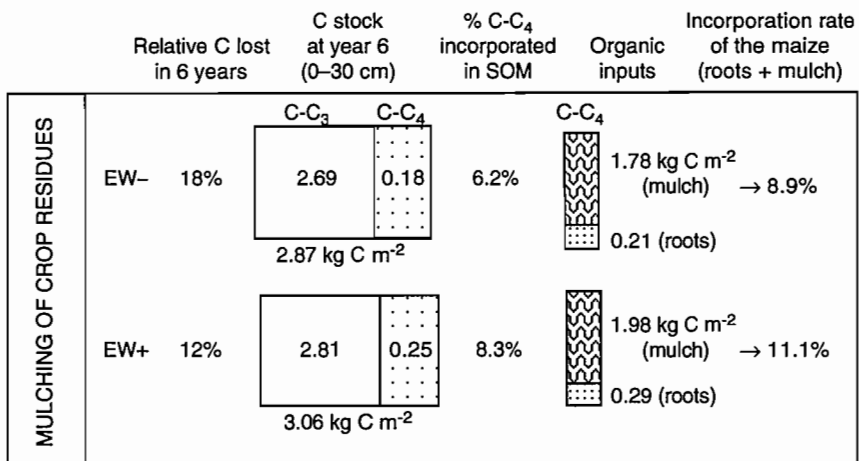 Relative C lost
in 6 years
C stock
at year 6
(0–30 cm)
% C-C₄
incorporated
in SOM
Organic
inputs
Incorporation rate
of the maize
(roots + mulch)
MULCHING OF CROP RESIDUES
C-C₃ C-C₄ C-C₄
EW– 18% 2.69 0.18 6.2% 1.78 kg C m⁻²
(mulch) → 8.9%
0.21 (roots)
2.87 kg C m⁻²
EW+ 12% 2.81 0.25 8.3% 1.98 kg C m⁻²
(mulch) → 11.1%
0.29 (roots)
3.06 kg C m⁻²